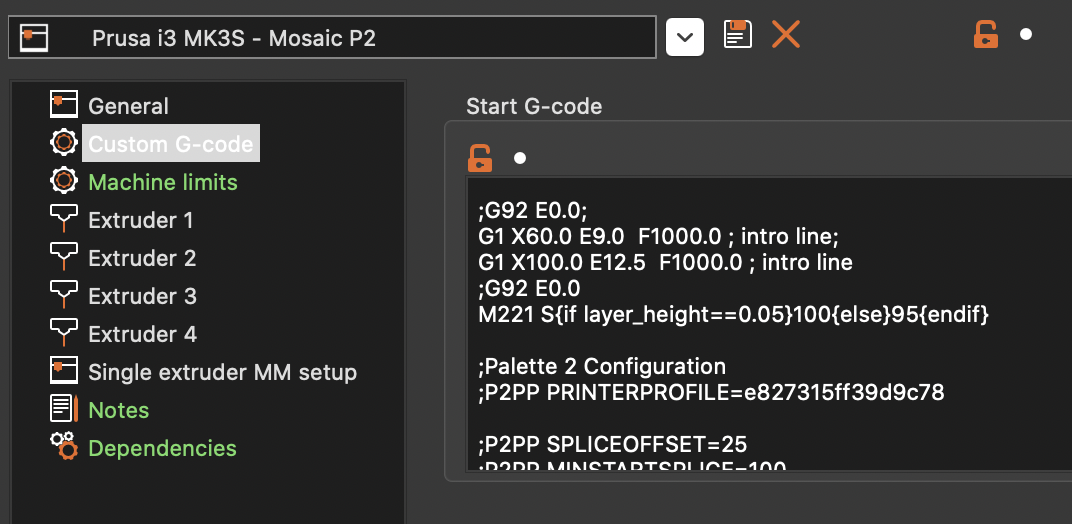 Prusa i3 MK3S - Mosaic P2
General
Custom G-code
Machine limits
Extruder 1
Extruder 2
Extruder 3
Extruder 4
Single extruder MM setup
Notes
Dependencies
Start G-code
;G92 E0.0;
G1 X60.0 E9.0  F1000.0 ; intro line;
G1 X100.0 E12.5  F1000.0 ; intro line
;G92 E0.0
M221 S{if layer_height==0.05}100{else}95{endif}
;Palette 2 Configuration
;P2PP PRINTERPROFILE=e827315ff39d9c78
;P2PP SPLICEOFFSET=25
;P2PP MINSTARTSPLICE=100